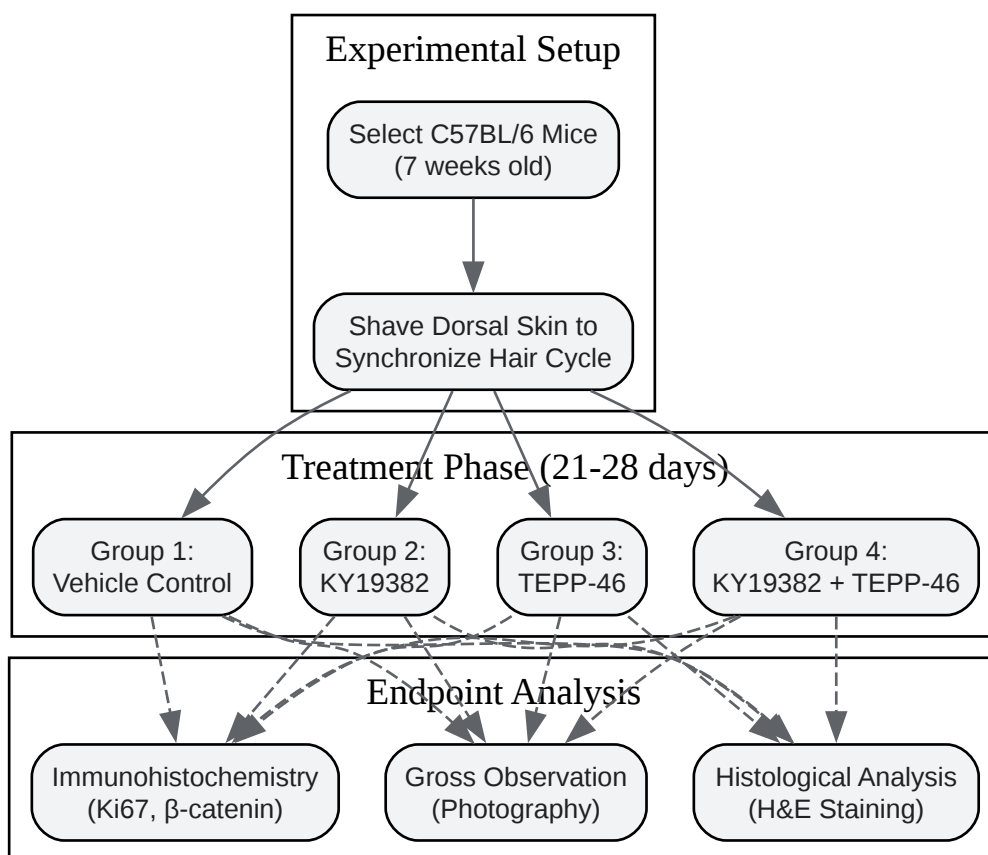 Experimental Setup
Select C57BL/6 Mice
(7 weeks old)
Shave Dorsal Skin to
Synchronize Hair Cycle
Treatment Phase (21-28 days)
Group 1:
Vehicle Control
Group 2:
KY19382
Group 3:
TEPP-46
Group 4:
KY19382 + TEPP-46
Endpoint Analysis
Immunohistochemistry
(Ki67, β-catenin)
Gross Observation
(Photography)
Histological Analysis
(H&E Staining)